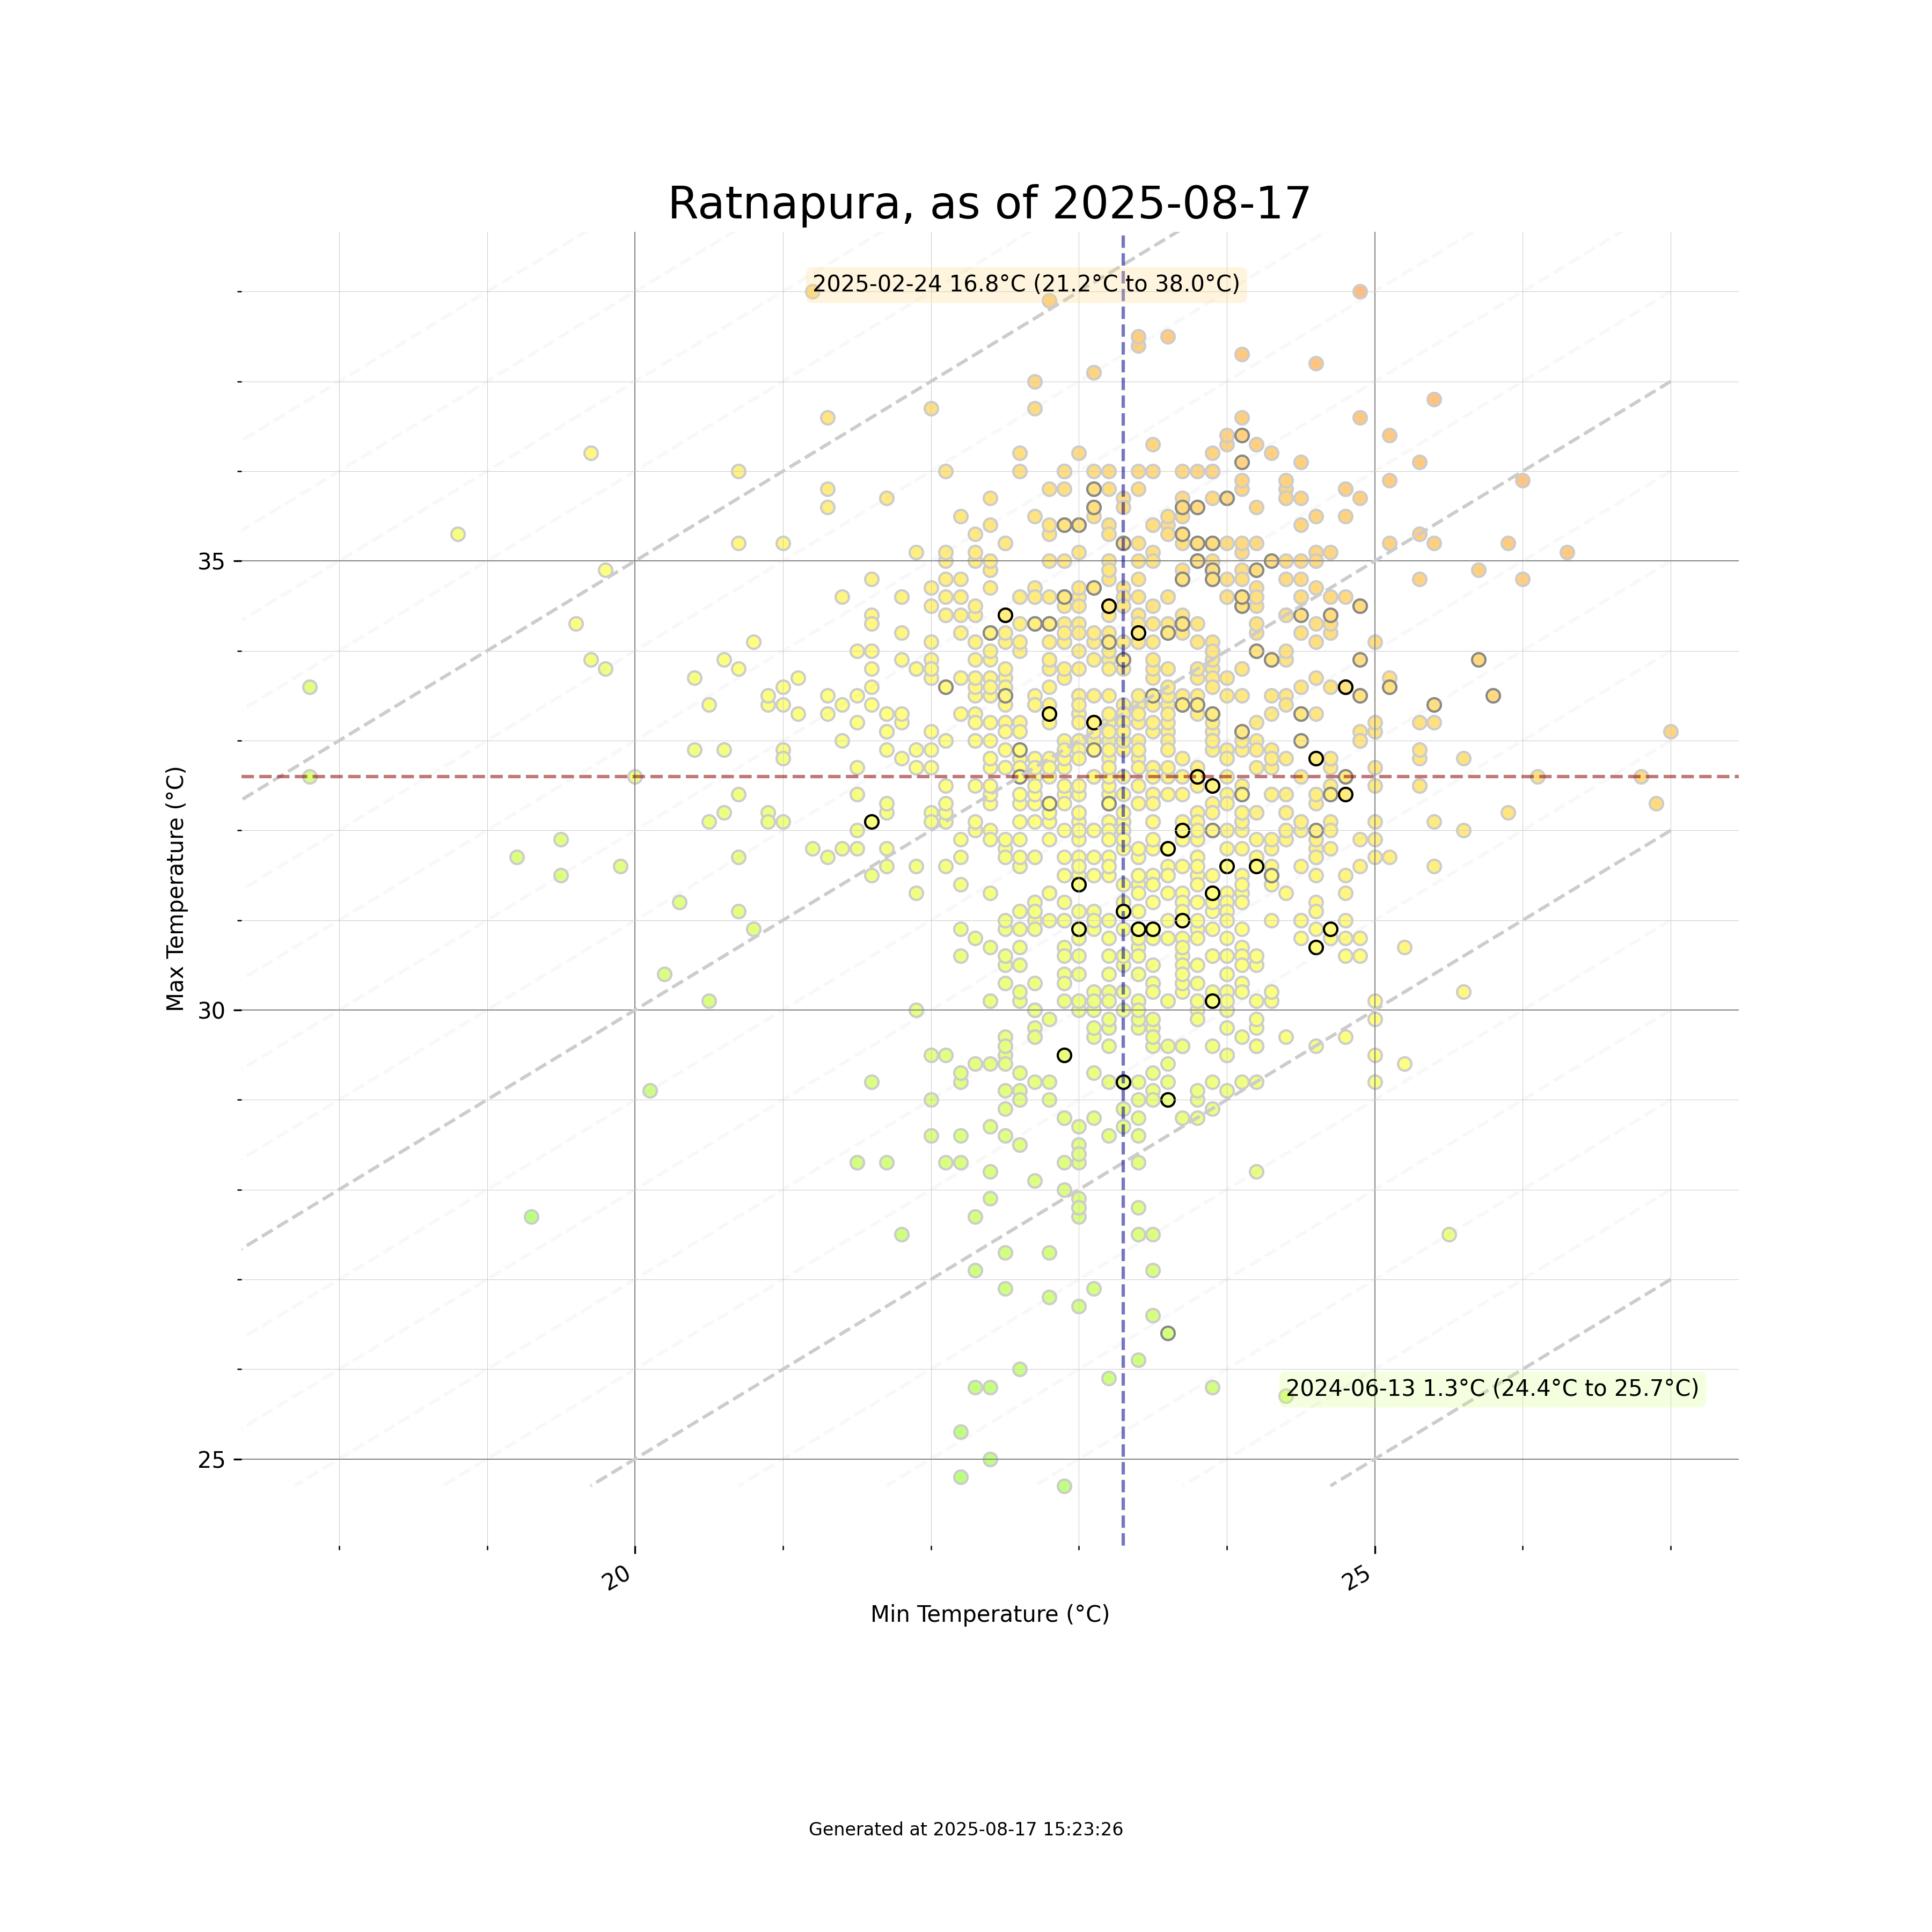 Ratnapura, as of 2025-08-17
2025-02-24 16.8°C (21.2°C to 38.0°C)
35
Max Temperature (°C)
30
2024-06-13 1.3°C (24.4°C to 25.7°C)
25
20
25
Min Temperature (°C)
Generated at 2025-08-17 15:23:26